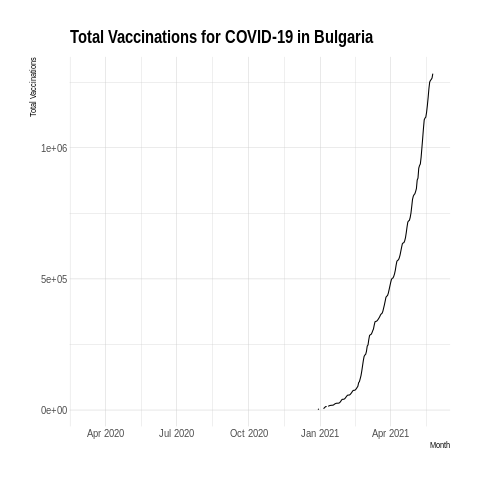 Total Vaccinations for COVID-19 in Bulgaria
Total Vaccinations
1e+06
5e+05
0e+00
Apr 2020 Jul 2020 Oct 2020 Jan 2021 Apr 2021
Month